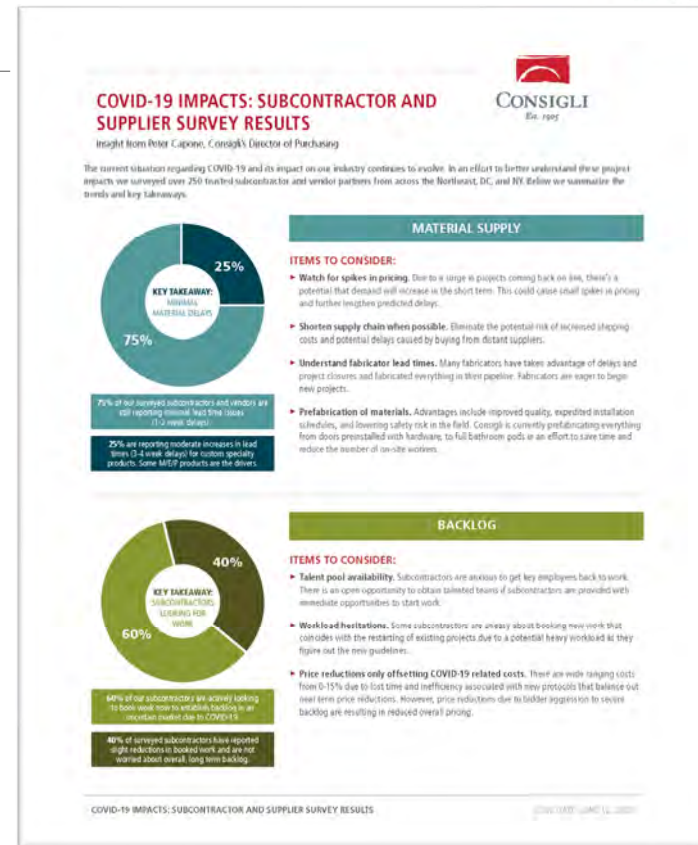 CONSIGLI
Est. 1905
COVID-19 IMPACTS: SUBCONTRACTOR AND
SUPPLIER SURVEY RESULTS
Insight from Peter Capone, Consigli's Director of Purchasing
The current situation regarding COVID-19 and its impact on our industry continues to evolve. In an effort to better understand these project
impacts we surveyed over 250 trusted subcontractor and vendor partners from across the Northeast, DC, and NY. Below we summarize the
trends and key takeaways.
25%
KEY TAKEAWAY:
MINIMAL
MATERIAL DELAYS
75%
75% of our surveyed subcontractors and vendors are
still reporting minimal lead time issues
(1-2 week delays)
25% are reporting moderate increases in lead
times (3-4 week delays) for custom specialty
products. Some M/E/P products are the drivers.
MATERIAL SUPPLY
ITEMS TO CONSIDER:
► Watch for spikes in pricing. Due to a surge in projects coming back on line, there's a
potential that demand will increase in the short term. This could cause small spikes in pricing
and further lengthen predicted delays.
► Shorten supply chain when possible. Eliminate the potential risk of increased shipping
costs and potential delays caused by buying from distant suppliers.
► Understand fabricator lead times. Many fabricators have taken advantage of delays and
project closures and fabricated everything in their pipeline. Fabricators are eager to begin
new projects.
► Prefabrication of materials. Advantages include improved quality, expedited installation
schedules, and lowering safety risk in the field. Consigli is currently prefabricating everything
from doors preinstalled with hardware, to full bathroom pods in an effort to save time and
reduce the number of on-site workers.
40%
KEY TAKEAWAY:
SUBCONTRACTORS
LOOKING FOR
WORK
60%
60% of our subcontractors are actively looking
to book work now to establish backlog in an
uncertain market due to COVID-19.
40% of surveyed subcontractors have reported
slight reductions in booked work and are not
worried about overall, long term backlog.
BACKLOG
ITEMS TO CONSIDER:
► Talent pool availability. Subcontractors are anxious to get key employees back to work.
There is an open opportunity to obtain talented teams if subcontractors are provided with
immediate opportunities to start work.
► Workload hesitations. Some subcontractors are uneasy about booking new work that
coincides with the restarting of existing projects due to a potential heavy workload as they
figure out the new guidelines.
► Price reductions only offsetting COVID-19 related costs. There are wide ranging costs
from 0-15% due to lost time and inefficiency associated with new protocols that balance out
near term price reductions. However, price reductions due to bidder aggression to secure
backlog are resulting in reduced overall pricing.
COVID-19 IMPACTS: SUBCONTRACTOR AND SUPPLIER SURVEY RESULTS